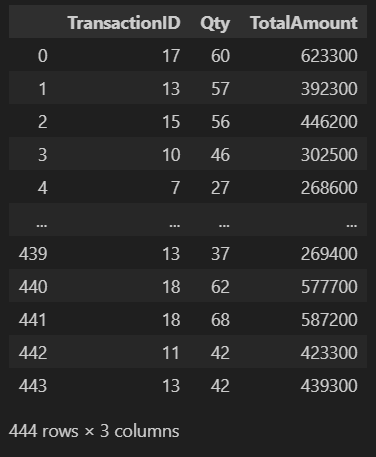 TransactionID Qty TotalAmount
0 17 60 623300
1 13 57 392300
2 15 56 446200
3 10 46 302500
4 7 27 268600
... ... ... ...
439 13 37 269400
440 18 62 577700
441 18 68 587200
442 11 42 423300
443 13 42 439300
444 rows × 3 columns